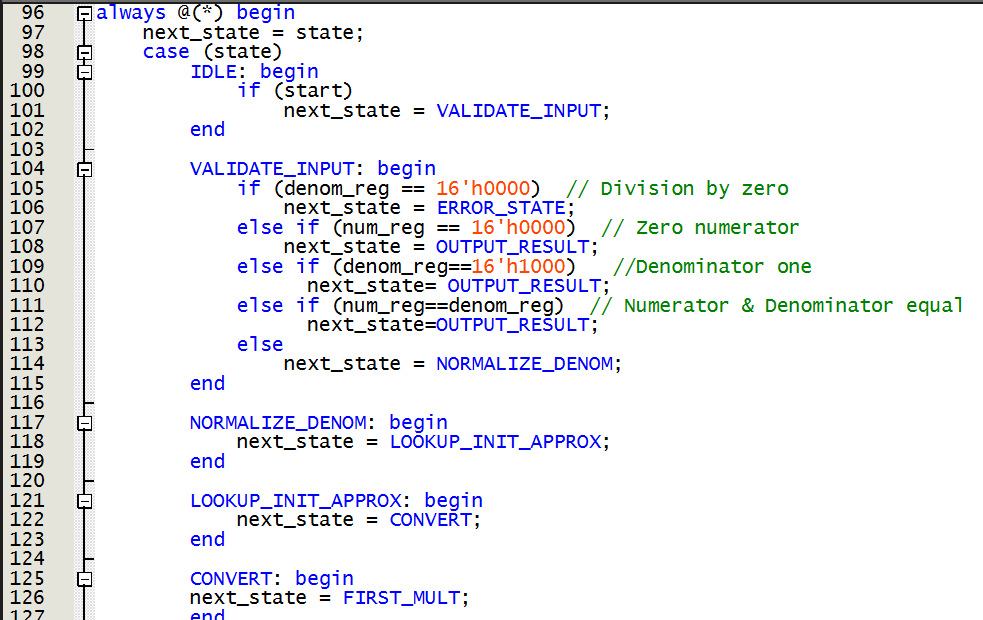 96 always @(*) begin
97 next_state = state;
98 case (state)
99 IDLE: begin
100 if (start)
101 next_state = VALIDATE_INPUT;
102 end
103
104 VALIDATE_INPUT: begin
105 if (denom_reg == 16'h0000) // Division by zero
106 next_state = ERROR_STATE;
107 else if (num_reg == 16'h0000) // Zero numerator
108 next_state = OUTPUT_RESULT;
109 else if (denom_reg==16'h1000) //Denominator one
110 next_state= OUTPUT_RESULT;
111 else if (num_reg==denom_reg) // Numerator & Denominator equal
112 next_state=OUTPUT_RESULT;
113 else
114 next_state = NORMALIZE_DENOM;
115 end
116
117 NORMALIZE_DENOM: begin
118 next_state = LOOKUP_INIT_APPROX;
119 end
120
121 LOOKUP_INIT_APPROX: begin
122 next_state = CONVERT;
123 end
124
125 CONVERT: begin
126 next_state = FIRST_MULT;
127 end